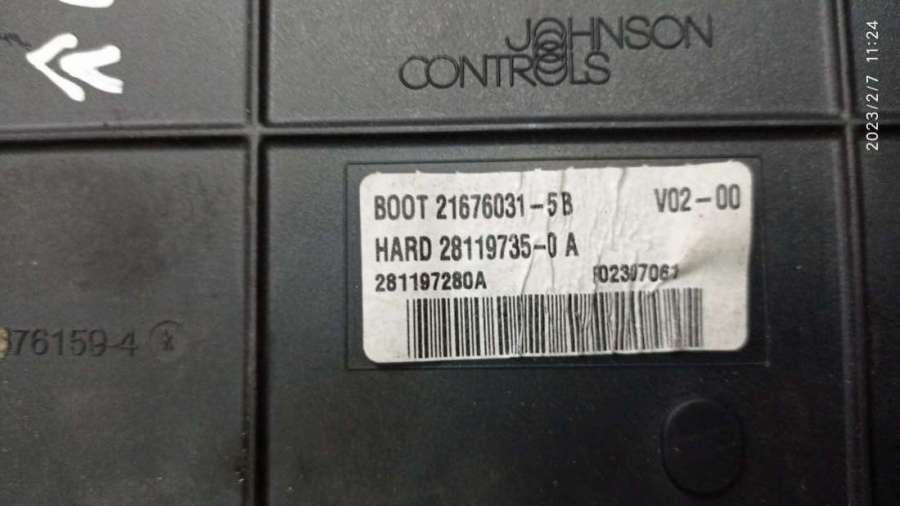 JOHNSON
CONTROLS
BOOT 21676031-5B V02-00
HARD 28119735-0 A
281197280A
76159-4
2023/2/7 11:24